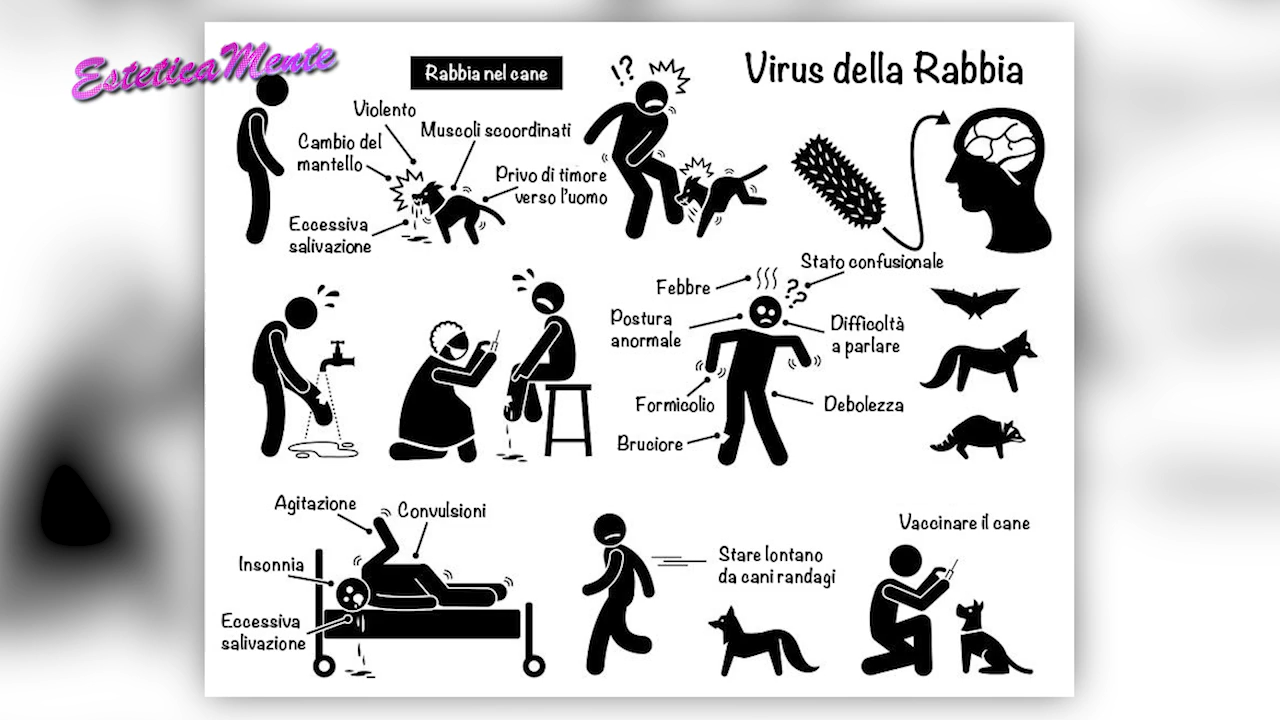 EsteticaMente
Rabbia nel cane
Virus della Rabbia
Violento
Muscoli scoordinati
Cambio del
mantello
Privo di timore
verso l'uomo
Eccessiva
salivazione
!?
Stato confusionale
Febbre
??
Postura
anormale
Difficoltà
a parlare
Formicolio
Debolezza
Bruciore
Agitazione
Convulsioni
Insonnia
Eccessiva
salivazione
Stare lontano
da cani randagi
Vaccinare il cane